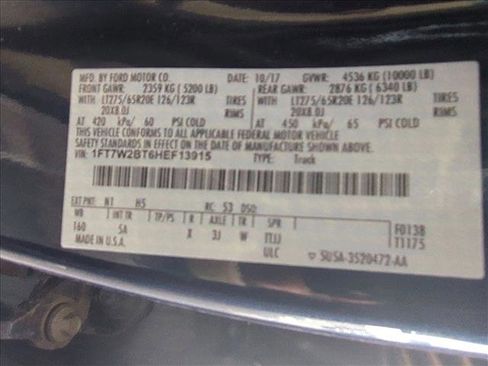 MFD. BY FORD MOTOR CO. DATE: 10/17 GVWR: 4536 KG (10000 LB)
FRONT GAWR: 2359 KG (5200 LB) REAR GAWR: 2876 KG (6340 LB)
WITH LT275/65R20E 126/123R TIRES WITH LT275/65R20E 126/123R TIRES
20X8.0J RIMS 20X8.0J RIMS
AT 420 kPa/ 60 PSI COLD AT 450 kPa/ 65 PSI COLD
THIS VEHICLE CONFORMS TO ALL APPLICABLE FEDERAL MOTOR VEHICLE
SAFETY STANDARDS IN EFFECT ON THE DATE OF MANUFACTURE SHOWN ABOVE.
VIN: 1FT7W2BT6HEF13915 TYPE: Truck
EXT PNT: N1 H5 RC: 53 DSO:
WB INT TR TP/PS R AXLE TR SPR F0138
160 SA X 3J W TTJJ T1175
MADE IN U.S.A. ULC 5U5A-3520472-AA